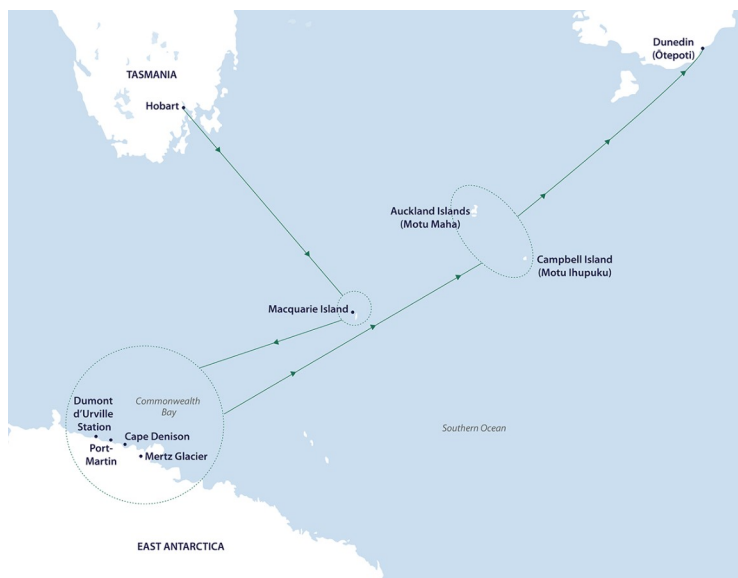 Dunedin
(Ōtepoti)
TASMANIA
Hobart
Auckland Islands
(Motu Maha)
Campbell Island
(Motu Ihupuku)
Macquarie Island
Commonwealth
Bay
Dumont
d'Urville
Station
Cape Denison
Port-
Martin
Mertz Glacier
Southern Ocean
EAST ANTARCTICA